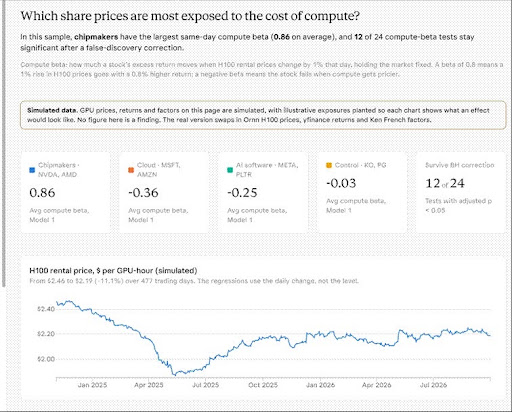 Which share prices are most exposed to the cost of compute?
In this sample, chipmakers have the largest same-day compute beta (0.86 on average), and 12 of 24 compute-beta tests stay
significant after a false-discovery correction.
Compute beta: how much a stock's excess return moves when H100 rental prices change by 1% that day, holding the market fixed. A beta of 0.8 means a
1% rise in H100 prices goes with a 0.8% higher return; a negative beta means the stock falls when compute gets pricier.
Simulated data. GPU prices, returns and factors on this page are simulated, with illustrative exposures planted so each chart shows what an effect
would look like. No figure here is a finding. The real version swaps in Ornn H100 prices, yfinance returns and Ken French factors.
Chipmakers ·
NVDA, AMD
0.86
Avg compute beta,
Model 1
Cloud · MSFT,
AMZN
-0.36
Avg compute beta,
Model 1
AI software · META,
PLTR
-0.25
Avg compute beta,
Model 1
Control · KO, PG
-0.03
Avg compute beta,
Model 1
Survive BH correction
12 of 24
Tests with adjusted p
< 0.05
H100 rental price, $ per GPU-hour (simulated)
From $2.46 to $2.19 (-11.1%) over 477 trading days. The regressions use the daily change, not the level.
$2.40
$2.20
$2.00
Jan 2025 Apr 2025 Jul 2025 Oct 2025 Jan 2026 Apr 2026 Jul 2026